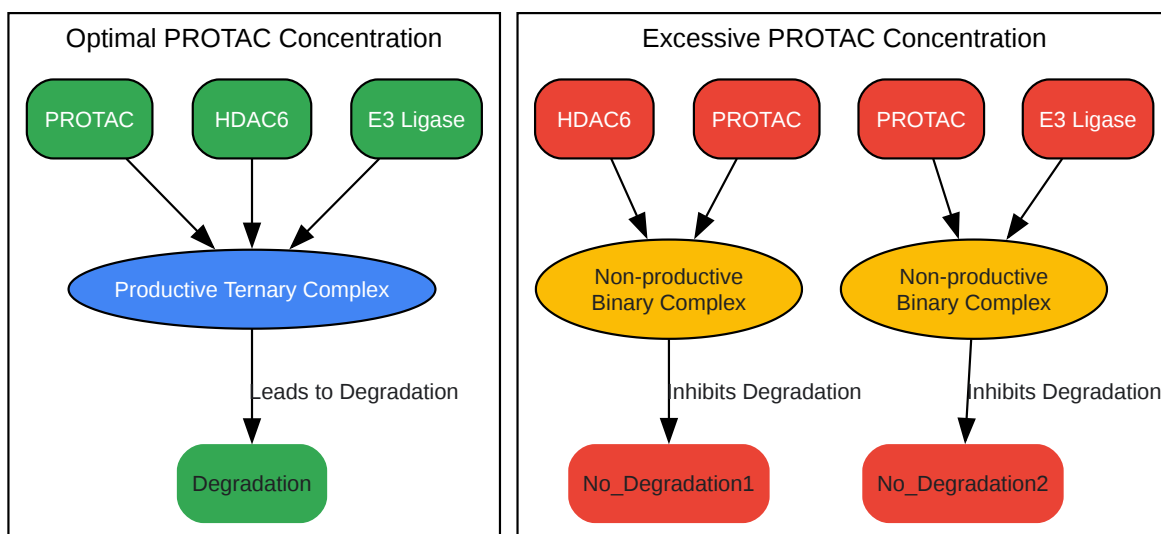 Optimal PROTAC Concentration
PROTAC
HDAC6
E3 Ligase
Productive Ternary Complex
Leads to Degradation
Degradation
Excessive PROTAC Concentration
HDAC6
PROTAC
PROTAC
E3 Ligase
Non-productive
Binary Complex
Non-productive
Binary Complex
Inhibits Degradation
Inhibits Degradation
No_Degradation1
No_Degradation2